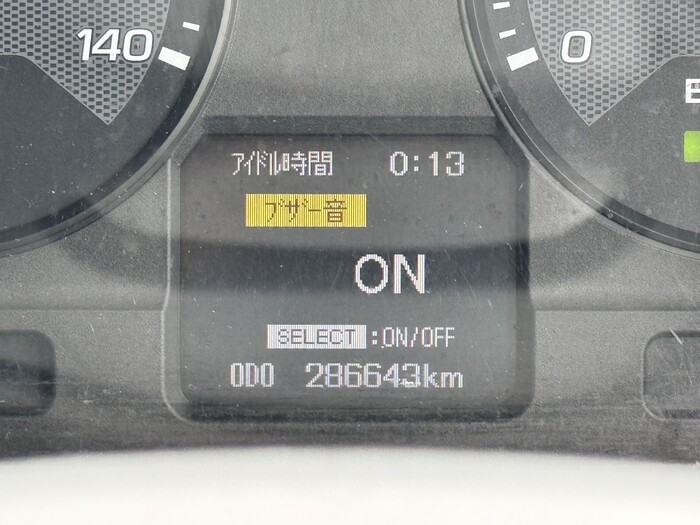 140
0
E
ｱｲﾄﾞﾙ時間 0:13
ﾌﾞｻﾞｰ音
ON
SELECT :ON/OFF
ODO 286643km